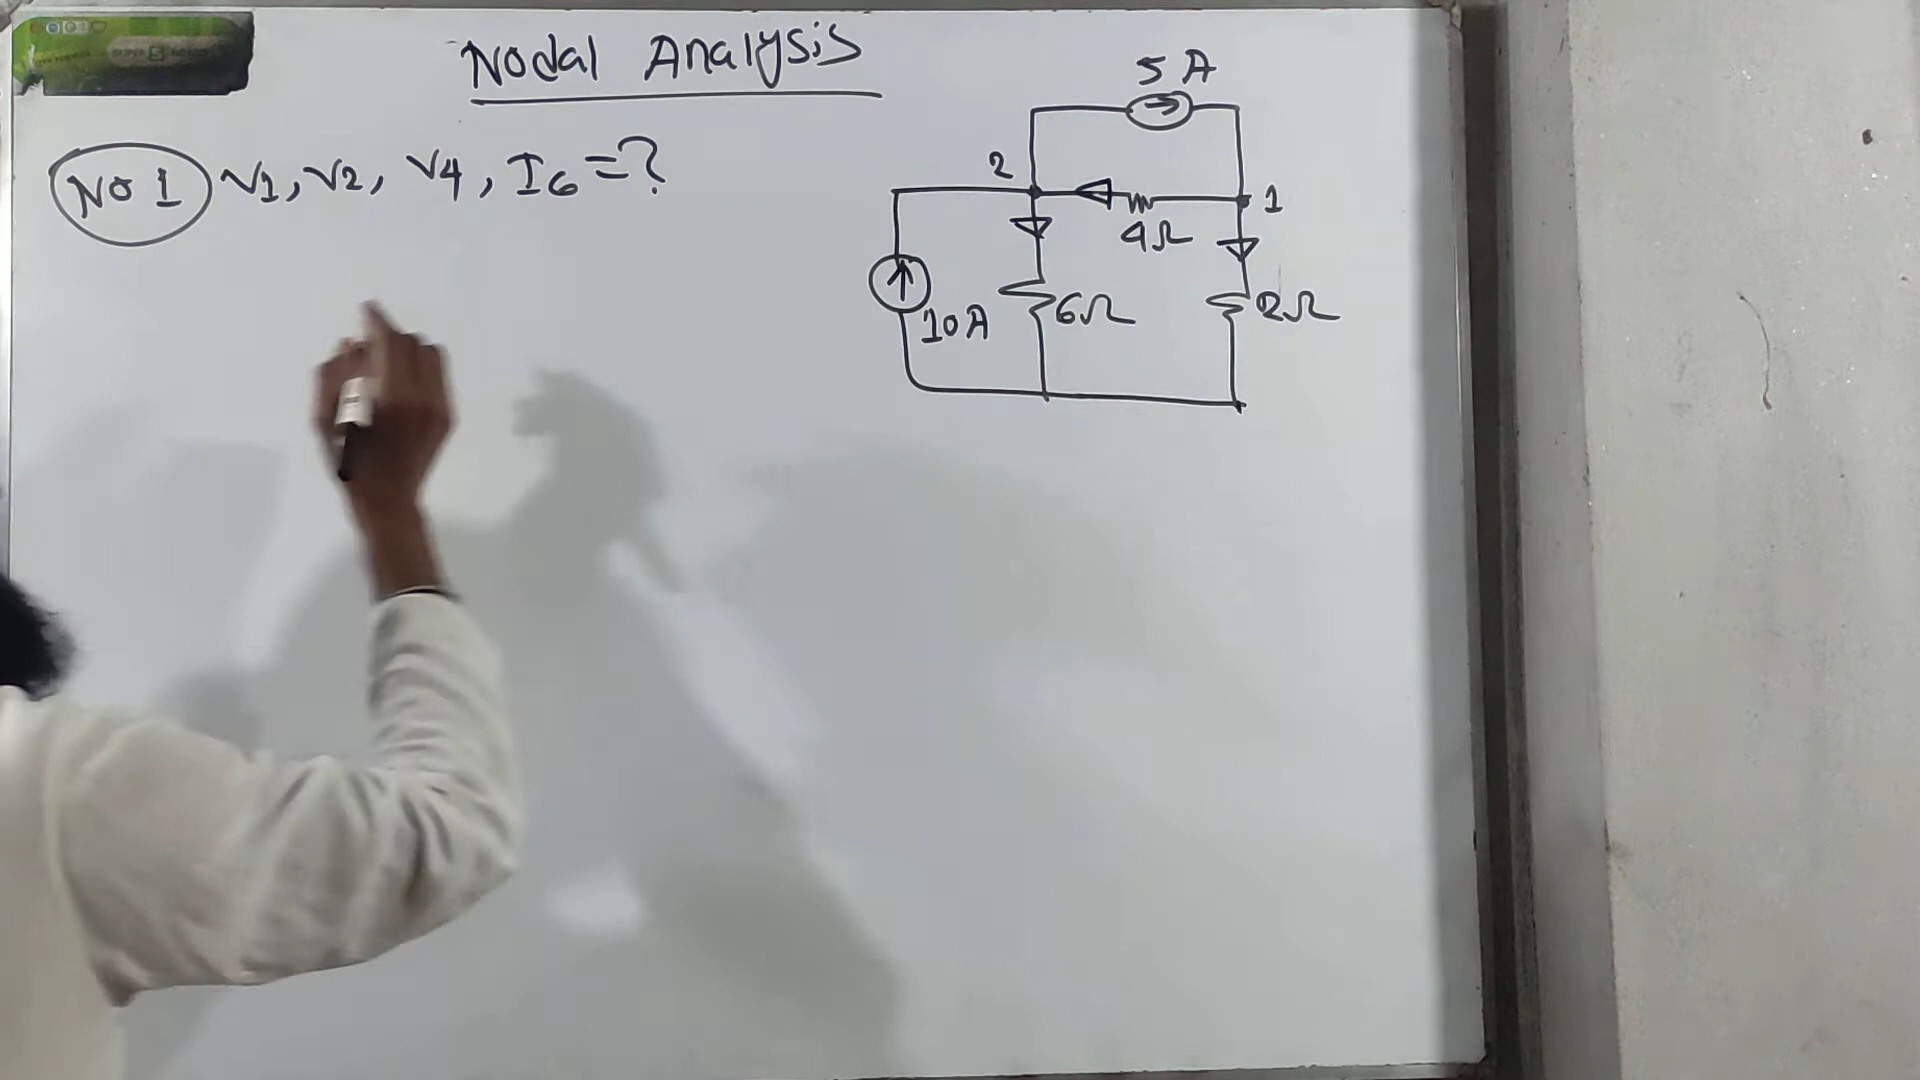 Nodal Analysis
NO 1 V1, V2, V4, I6 = ?
5 A
2
1
4Ω
10A
6Ω
2Ω